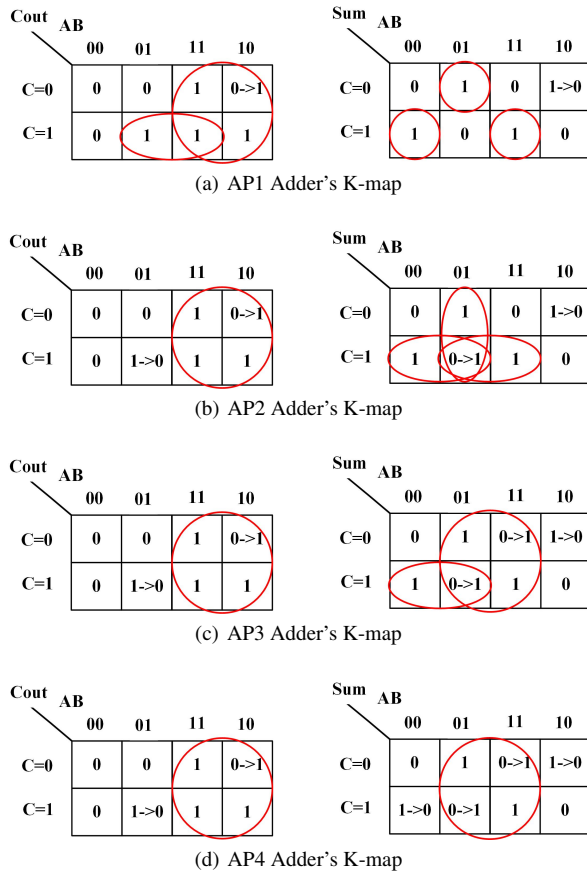 Cout AB Sum AB
00 01 11 10 00 01 11 10
C=0 0 0 1 0->1 C=0 0 1 0 1->0
C=1 0 1 1 1 C=1 1 0 1 0
(a) AP1 Adder's K-map
Cout AB Sum AB
00 01 11 10 00 01 11 10
C=0 0 0 1 0->1 C=0 0 1 0 1->0
C=1 0 1->0 1 1 C=1 1 0->1 1 0
(b) AP2 Adder's K-map
Cout AB Sum AB
00 01 11 10 00 01 11 10
C=0 0 0 1 0->1 C=0 0 1 0->1 1->0
C=1 0 1->0 1 1 C=1 1 0->1 1 0
(c) AP3 Adder's K-map
Cout AB Sum AB
00 01 11 10 00 01 11 10
C=0 0 0 1 0->1 C=0 0 1 0->1 1->0
C=1 0 1->0 1 1 C=1 1->0 0->1 1 0
(d) AP4 Adder's K-map